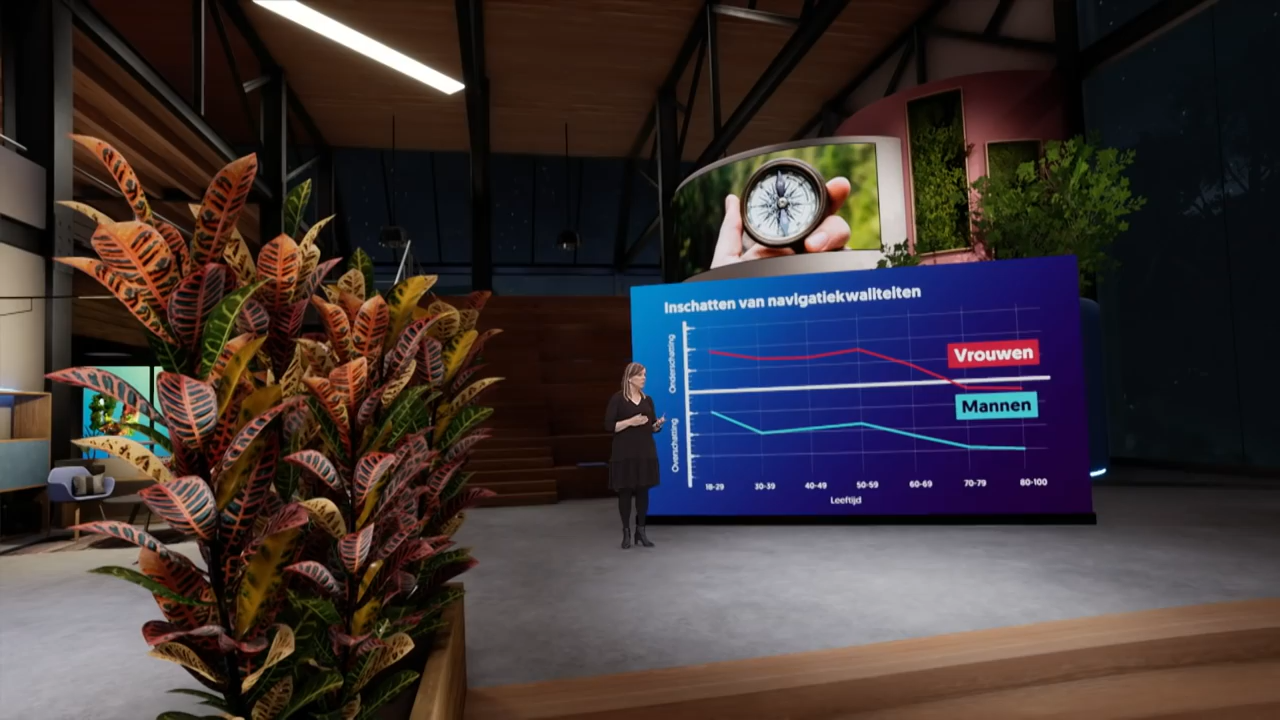 Inschatten van navigatiekwaliteiten
Onderschatting
Overschatting
Vrouwen
Mannen
18-29 30-39 40-49 50-59 60-69 70-79 80-100
Leeftijd